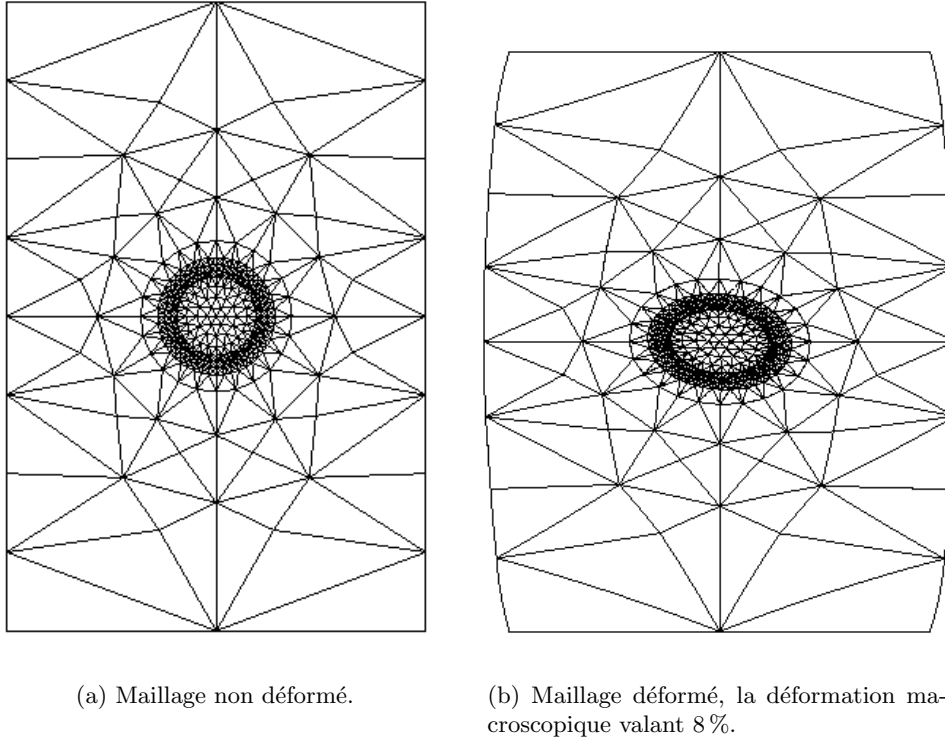 (a) Maillage non déformé.
(b) Maillage déformé, la déformation ma-
croscopique valant 8 %.